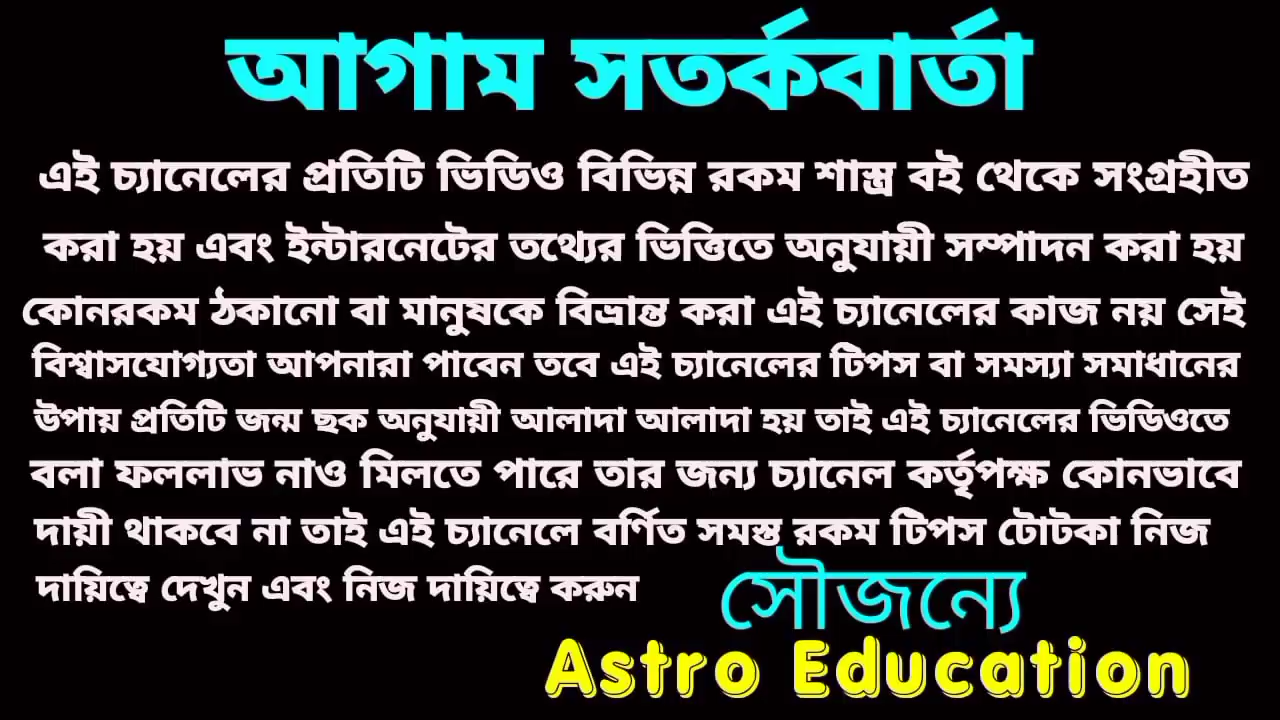 আগাম সতর্কবার্তা
এই চ্যানেলের প্রতিটি ভিডিও বিভিন্ন রকম শাস্ত্র বই থেকে সংগ্রহীত
করা হয় এবং ইন্টারনেটের তথ্যের ভিত্তিতে অনুযায়ী সম্পাদন করা হয়
কোনরকম ঠকানো বা মানুষকে বিভ্রান্ত করা এই চ্যানেলের কাজ নয় সেই
বিশ্বাসযোগ্যতা আপনারা পাবেন তবে এই চ্যানেলের টিপস বা সমস্যা সমাধানের
উপায় প্রতিটি জন্ম ছক অনুযায়ী আলাদা আলাদা হয় তাই এই চ্যানেলের ভিডিওতে
বলা ফললাভ নাও মিলতে পারে তার জন্য চ্যানেল কর্তৃপক্ষ কোনভাবে
দায়ী থাকবে না তাই এই চ্যানেলে বর্ণিত সমস্ত রকম টিপস টোটকা নিজ
দায়িত্বে দেখুন এবং নিজ দায়িত্বে করুন
সৌজন্যে
Astro Education